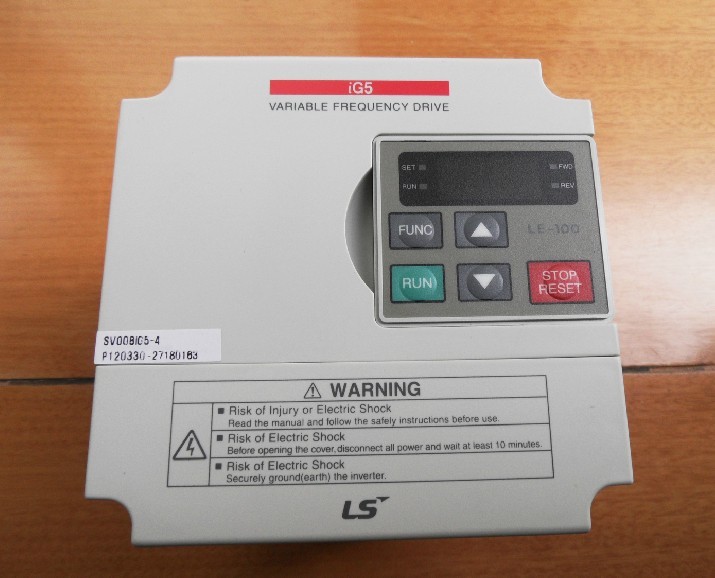 iG5
VARIABLE FREQUENCY DRIVE
SET
FWD
RUN
REV
FUNC
LE-100
RUN
STOP
RESET
SV008IG5-4
P120330-27180163
WARNING
■ Risk of Injury or Electric Shock
Read the manual and follow the safely instructions before use.
■ Risk of Electric Shock
Before opening the cover, disconnect all power and wait at least 10 minutes.
■ Risk of Electric Shock
Securely ground(earth) the inverter.
LS